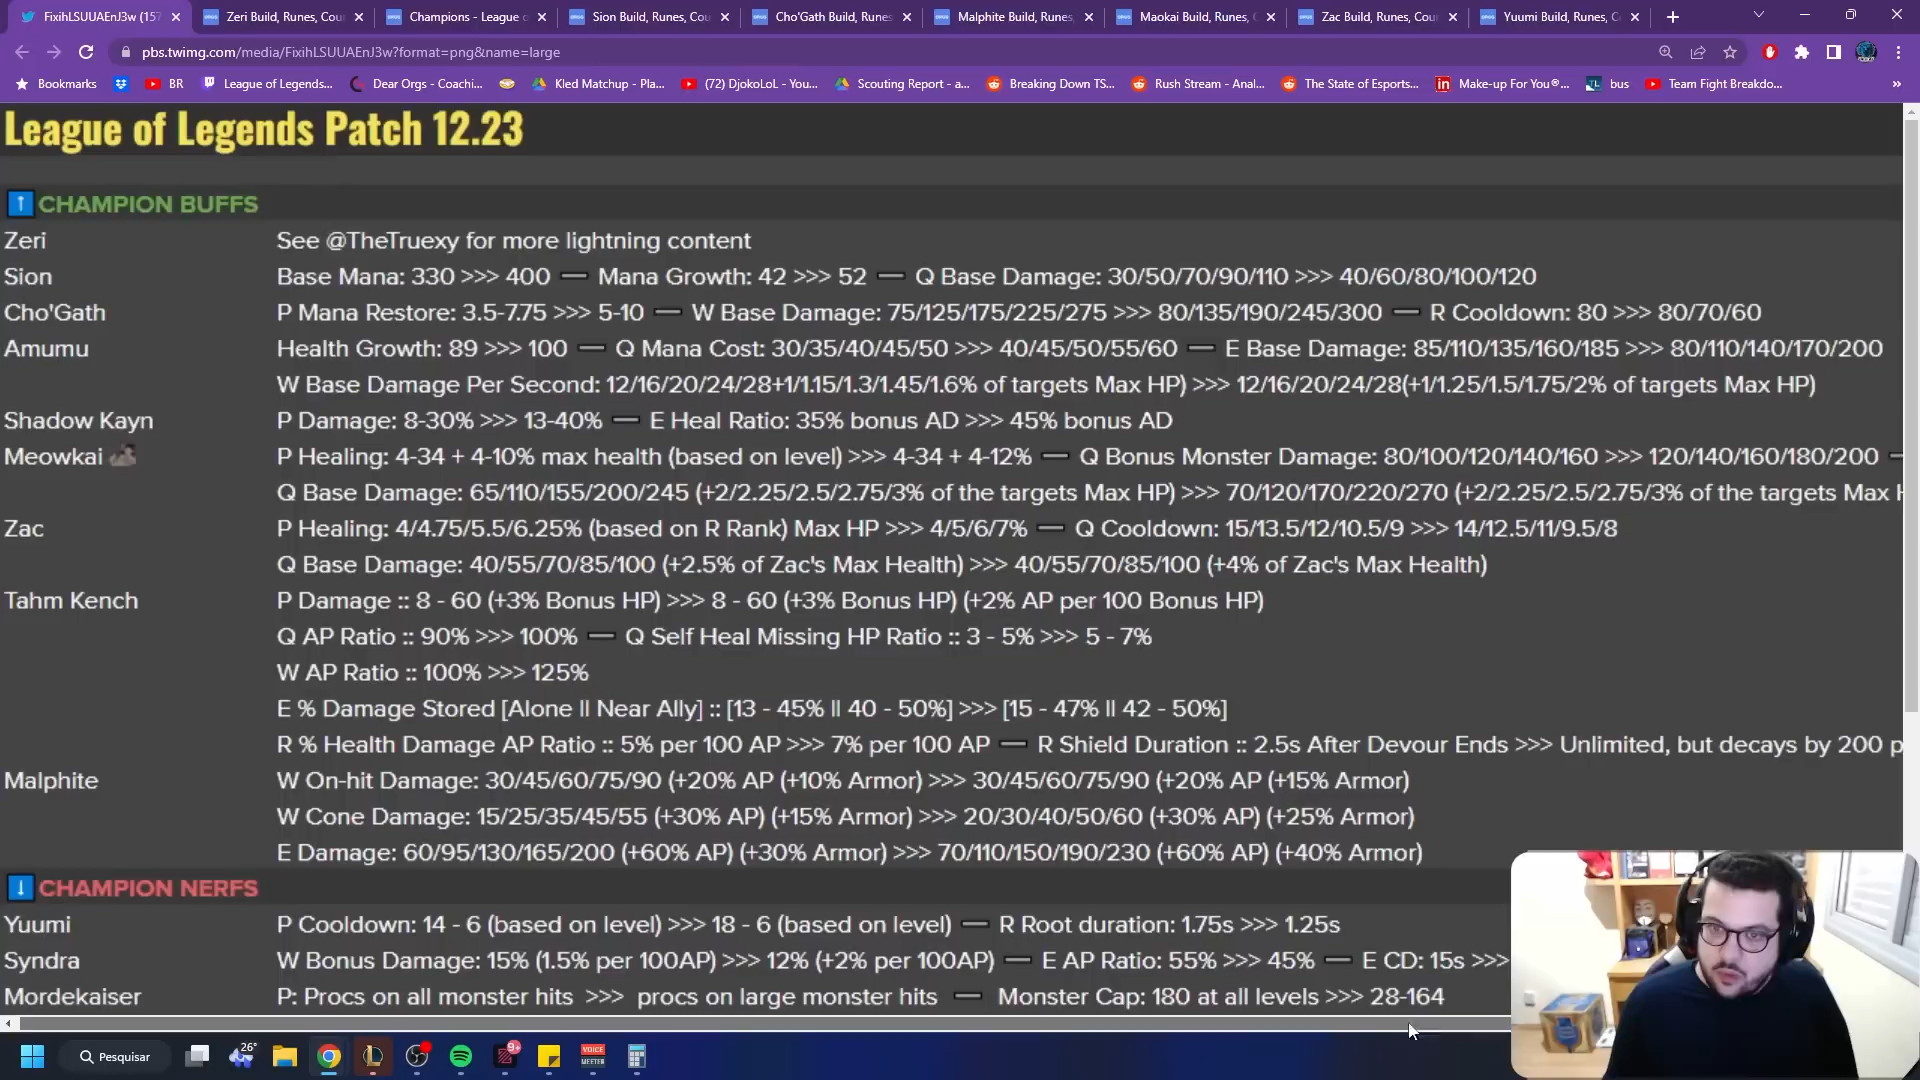 FixihLSUUAEnJ3w (157
Zeri Build, Runes, Cou
Champions - League o
Sion Build, Runes, Cou
Cho'Gath Build, Runes
Malphite Build, Runes,
Maokai Build, Runes,
Zac Build, Runes, Cour
Yuumi Build, Runes, C
pbs.twimg.com/media/FixihLSUUAEnJ3w?format=png&name=large
Bookmarks
BR
League of Legends...
Dear Orgs - Coachi...
Kled Matchup - Pla...
(72) DjokoLoL - You...
Scouting Report - a...
Breaking Down TS...
Rush Stream - Anal...
The State of Esports...
Make-up For You®...
bus
Team Fight Breakdo...
League of Legends Patch 12.23
CHAMPION BUFFS
Zeri See @TheTruexy for more lightning content
Sion Base Mana: 330 >>> 400 — Mana Growth: 42 >>> 52 — Q Base Damage: 30/50/70/90/110 >>> 40/60/80/100/120
Cho'Gath P Mana Restore: 3.5-7.75 >>> 5-10 — W Base Damage: 75/125/175/225/275 >>> 80/135/190/245/300 — R Cooldown: 80 >>> 80/70/60
Amumu Health Growth: 89 >>> 100 — Q Mana Cost: 30/35/40/45/50 >>> 40/45/50/55/60 — E Base Damage: 85/110/135/160/185 >>> 80/110/140/170/200
W Base Damage Per Second: 12/16/20/24/28+1/1.15/1.3/1.45/1.6% of targets Max HP) >>> 12/16/20/24/28(+1/1.25/1.5/1.75/2% of targets Max HP)
Shadow Kayn P Damage: 8-30% >>> 13-40% — E Heal Ratio: 35% bonus AD >>> 45% bonus AD
Meowkai P Healing: 4-34 + 4-10% max health (based on level) >>> 4-34 + 4-12% — Q Bonus Monster Damage: 80/100/120/140/160 >>> 120/140/160/180/200 —
Q Base Damage: 65/110/155/200/245 (+2/2.25/2.5/2.75/3% of the targets Max HP) >>> 70/120/170/220/270 (+2/2.25/2.5/2.75/3% of the targets Max H
Zac P Healing: 4/4.75/5.5/6.25% (based on R Rank) Max HP >>> 4/5/6/7% — Q Cooldown: 15/13.5/12/10.5/9 >>> 14/12.5/11/9.5/8
Q Base Damage: 40/55/70/85/100 (+2.5% of Zac's Max Health) >>> 40/55/70/85/100 (+4% of Zac's Max Health)
Tahm Kench P Damage :: 8 - 60 (+3% Bonus HP) >>> 8 - 60 (+3% Bonus HP) (+2% AP per 100 Bonus HP)
Q AP Ratio :: 90% >>> 100% — Q Self Heal Missing HP Ratio :: 3 - 5% >>> 5 - 7%
W AP Ratio :: 100% >>> 125%
E % Damage Stored [Alone || Near Ally] :: [13 - 45% || 40 - 50%] >>> [15 - 47% || 42 - 50%]
R % Health Damage AP Ratio :: 5% per 100 AP >>> 7% per 100 AP — R Shield Duration :: 2.5s After Devour Ends >>> Unlimited, but decays by 200 p
Malphite W On-hit Damage: 30/45/60/75/90 (+20% AP (+10% Armor) >>> 30/45/60/75/90 (+20% AP (+15% Armor)
W Cone Damage: 15/25/35/45/55 (+30% AP) (+15% Armor) >>> 20/30/40/50/60 (+30% AP) (+25% Armor)
E Damage: 60/95/130/165/200 (+60% AP) (+30% Armor) >>> 70/110/150/190/230 (+60% AP) (+40% Armor)
CHAMPION NERFS
Yuumi P Cooldown: 14 - 6 (based on level) >>> 18 - 6 (based on level) — R Root duration: 1.75s >>> 1.25s
Syndra W Bonus Damage: 15% (1.5% per 100AP) >>> 12% (+2% per 100AP) — E AP Ratio: 55% >>> 45% — E CD: 15s >>>
Mordekaiser P: Procs on all monster hits >>> procs on large monster hits — Monster Cap: 180 at all levels >>> 28-164
Pesquisar
26°
9+
VOICE
MEETER